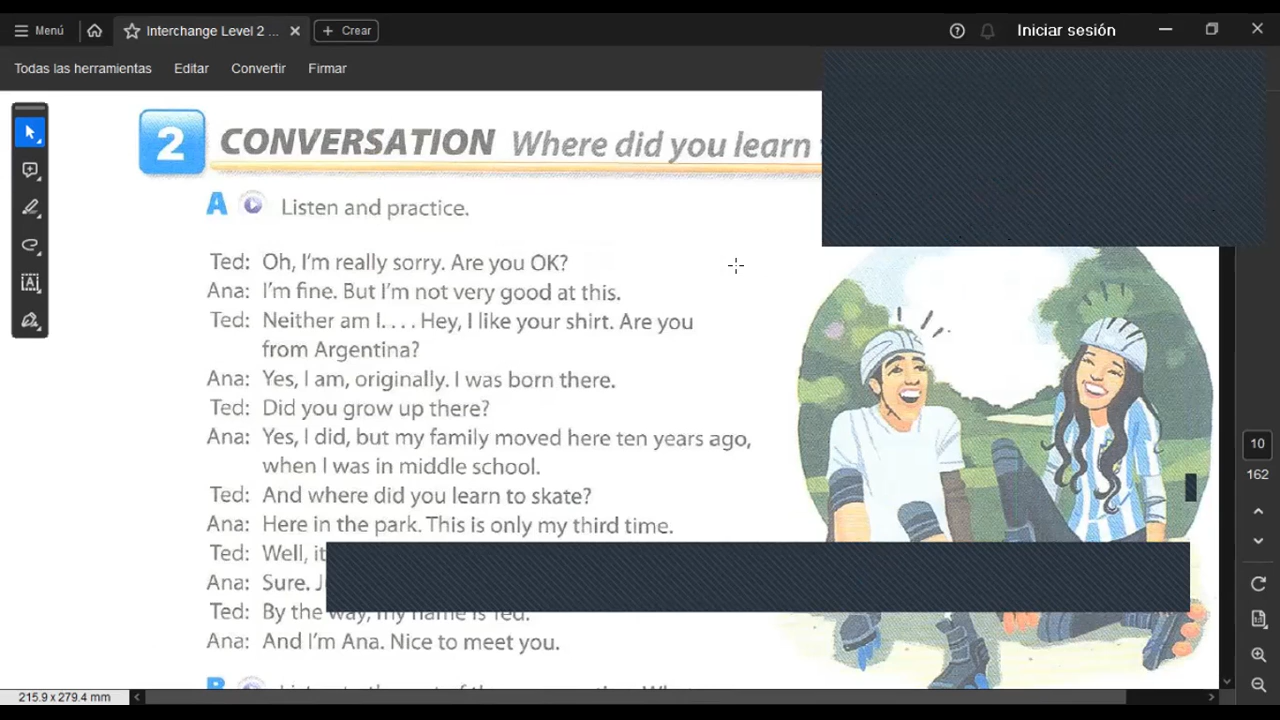 Menú
Interchange Level 2 ...
Crear
Iniciar sesión
Todas las herramientas
Editar
Convertir
Firmar
2 CONVERSATION Where did you learn
A Listen and practice.
Ted: Oh, I'm really sorry. Are you OK?
Ana: I'm fine. But I'm not very good at this.
Ted: Neither am I. . . . Hey, I like your shirt. Are you
from Argentina?
Ana: Yes, I am, originally. I was born there.
Ted: Did you grow up there?
Ana: Yes, I did, but my family moved here ten years ago,
when I was in middle school.
Ted: And where did you learn to skate?
Ana: Here in the park. This is only my third time.
Ted: Well, it
Ana: Sure.
Ted: By the way, my name is Ted.
Ana: And I'm Ana. Nice to meet you.
10
162
215.9 x 279.4 mm